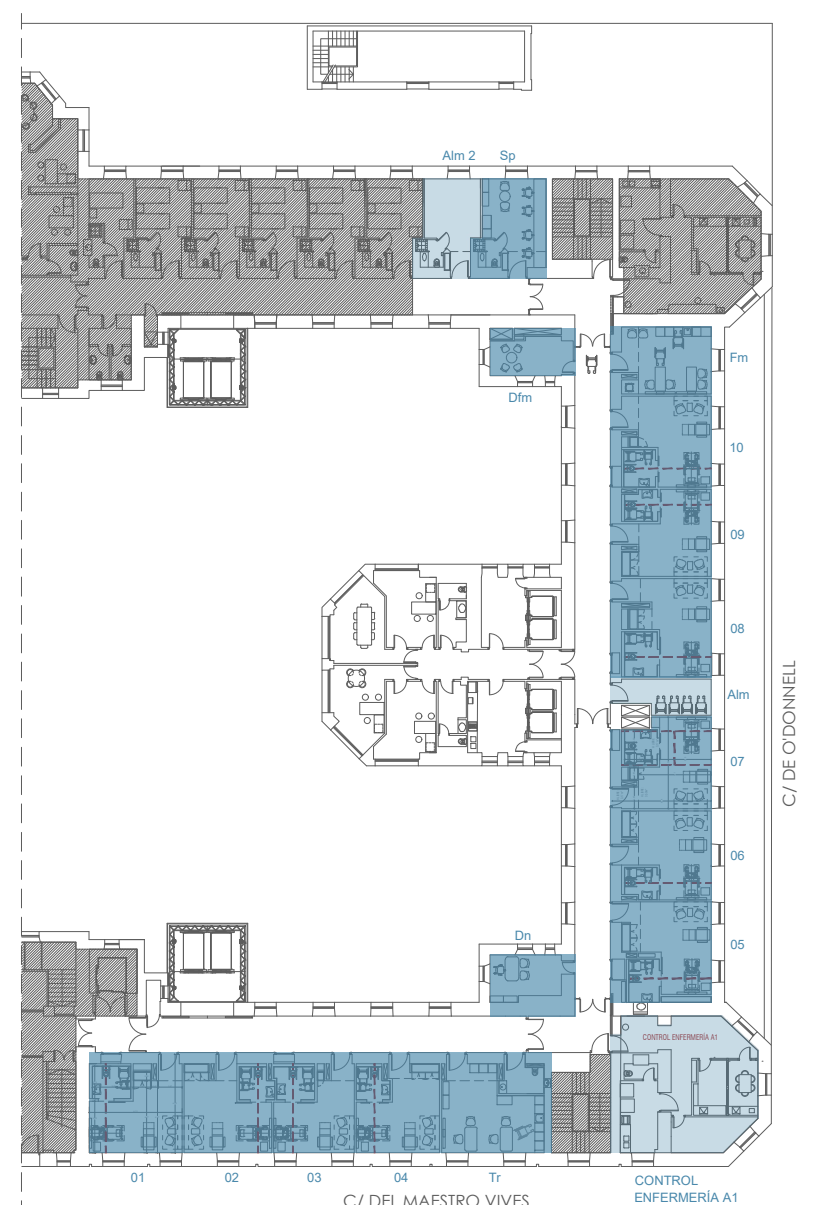 Alm 2 Sp
Fm
Dfm
10
09
08
Alm
C/ DE O'DONNELL
07
06
05
Dn
CONTROL ENFERMERÍA A1
01 02 03 04 Tr
CONTROL
ENFERMERÍA A1
C/ DEL MAESTRO VIVES